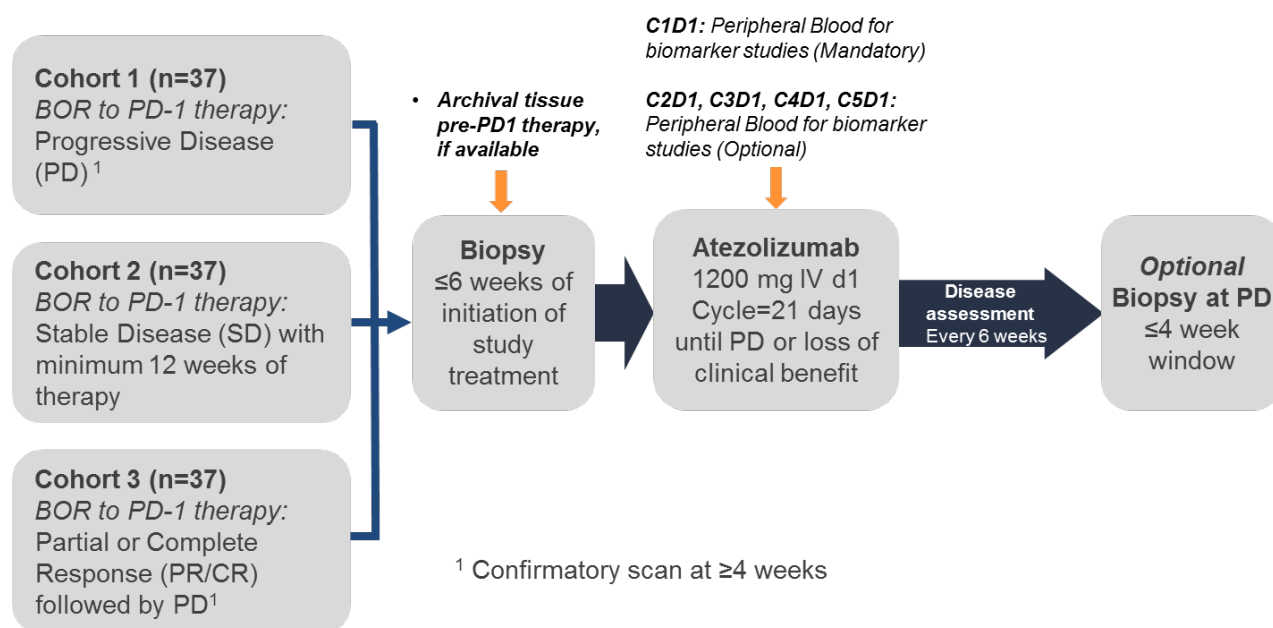 Cohort 1 (n=37)
BOR to PD-1 therapy:
Progressive Disease
(PD) ¹
Cohort 2 (n=37)
BOR to PD-1 therapy:
Stable Disease (SD) with
minimum 12 weeks of
therapy
Cohort 3 (n=37)
BOR to PD-1 therapy:
Partial or Complete
Response (PR/CR)
followed by PD¹
• Archival tissue
pre-PD1 therapy,
if available
Biopsy
≤6 weeks of
initiation of
study
treatment
C1D1: Peripheral Blood for
biomarker studies (Mandatory)
C2D1, C3D1, C4D1, C5D1:
Peripheral Blood for biomarker
studies (Optional)
Atezolizumab
1200 mg IV d1
Cycle=21 days
until PD or loss of
clinical benefit
Disease
assessment
Every 6 weeks
Optional
Biopsy at PD
≤4 week
window
¹ Confirmatory scan at ≥4 weeks